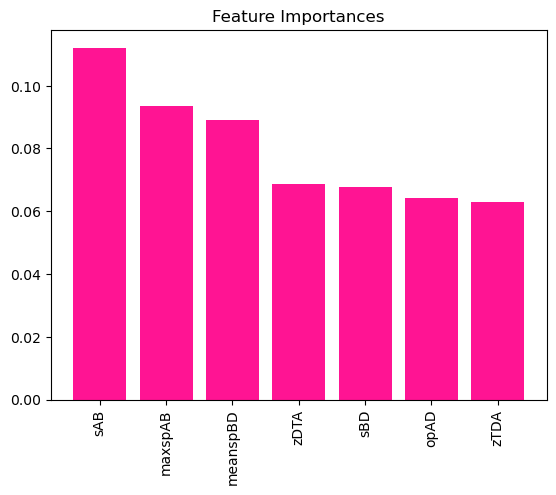 Feature Importances
0.10
0.08
0.06
0.04
0.02
0.00
sAB
maxspAB
meanspBD
zDTA
sBD
opAD
zTDA